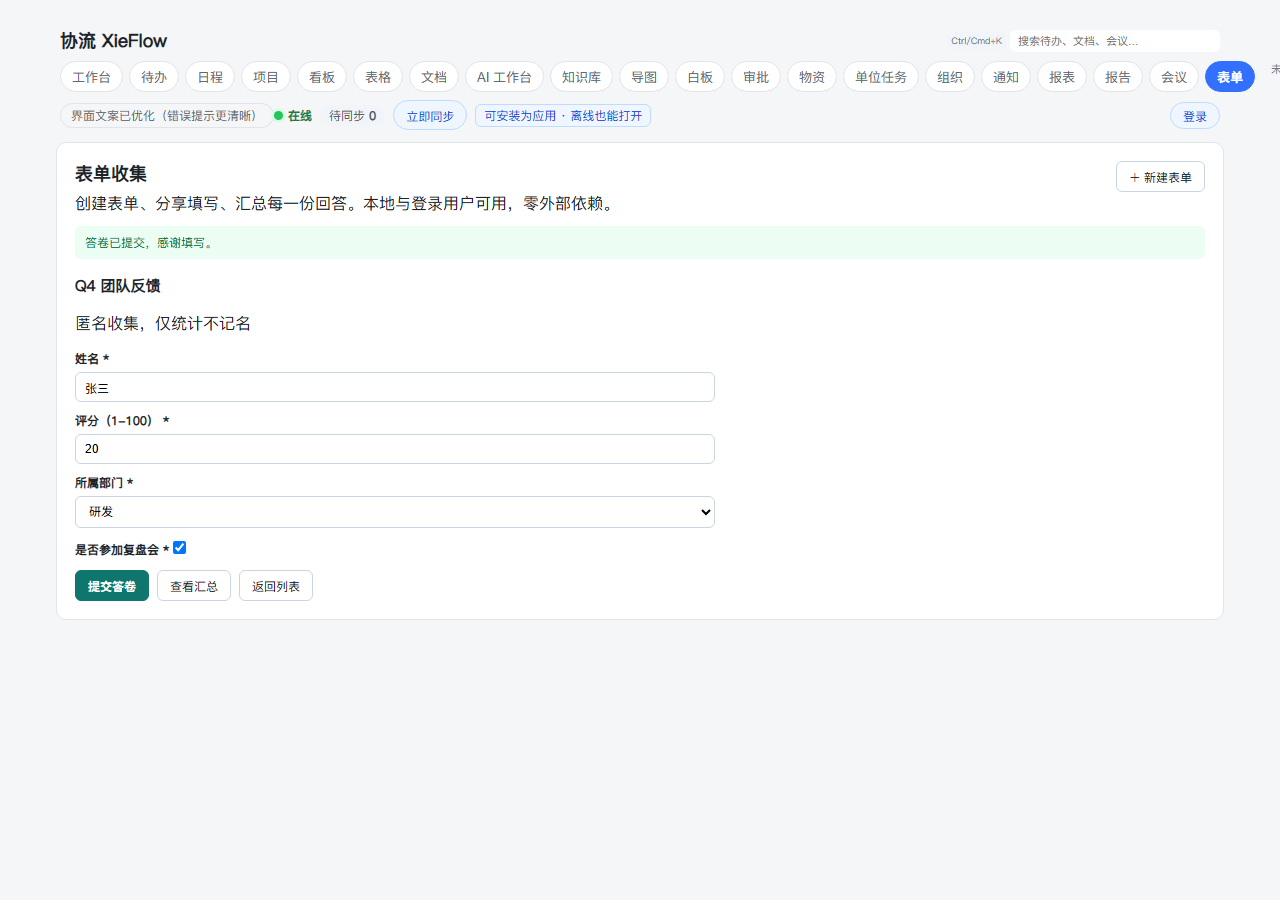 协流 XieFlow
Ctrl/Cmd+K 搜索待办、文档、会议...
工作台 待办 日程 项目 看板 表格 文档 AI 工作台 知识库 导图 白板 审批 物资 单位任务 组织 通知 报表 报告 会议 表单 未
界面文案已优化（错误提示更清晰） 在线 待同步 0 立即同步 可安装为应用 · 离线也能打开 登录
表单收集
＋ 新建表单
创建表单、分享填写、汇总每一份回答。本地与登录用户可用，零外部依赖。
答卷已提交，感谢填写。
Q4 团队反馈
匿名收集，仅统计不记名
姓名 *
张三
评分（1–100） *
20
所属部门 *
研发
是否参加复盘会 *
提交答卷 查看汇总 返回列表